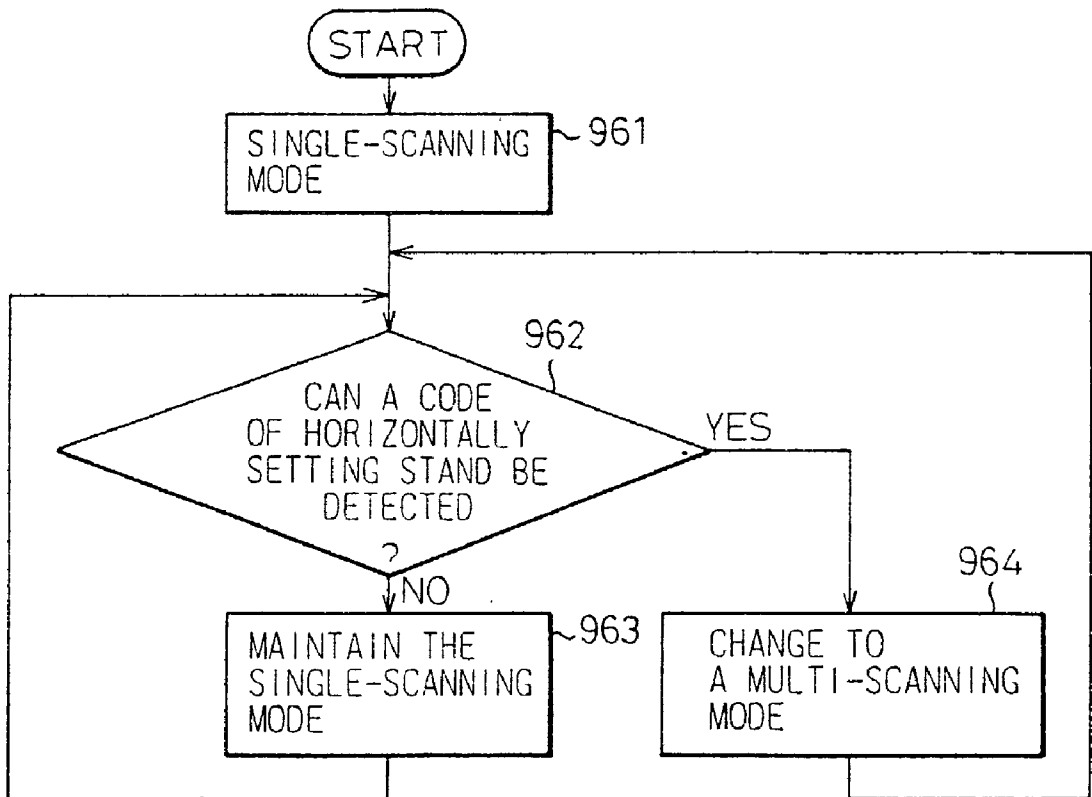 START
SINGLE-SCANNING
MODE
961
962
CAN A CODE
OF HORIZONTALLY
SETTING STAND BE
DETECTED
?
YES
NO
MAINTAIN THE
SINGLE-SCANNING
MODE
963
964
CHANGE TO
A MULTI-SCANNING
MODE